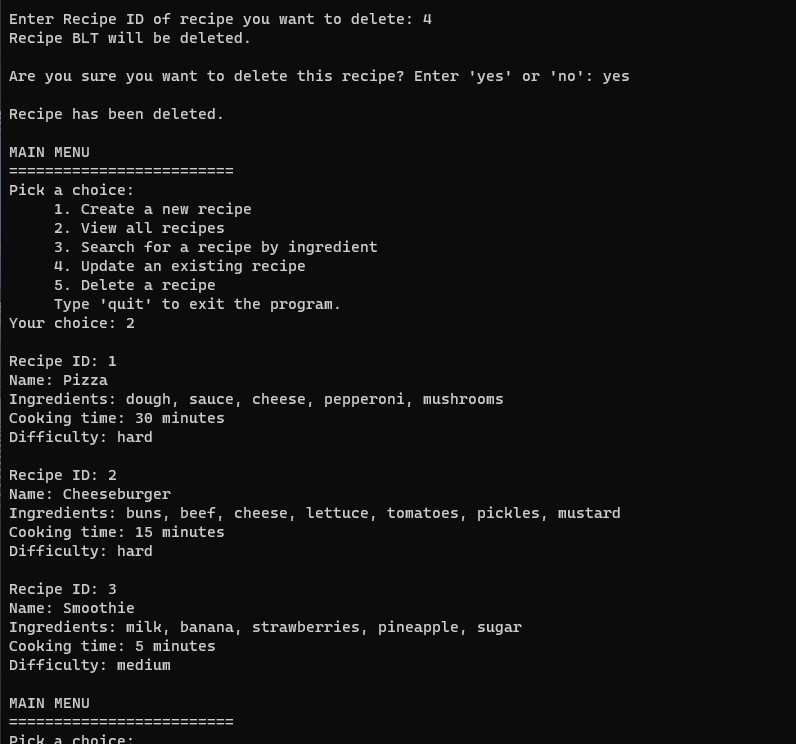 Enter Recipe ID of recipe you want to delete: 4
Recipe BLT will be deleted.
Are you sure you want to delete this recipe? Enter 'yes' or 'no': yes
Recipe has been deleted.
MAIN MENU
=========================
Pick a choice:
     1. Create a new recipe
     2. View all recipes
     3. Search for a recipe by ingredient
     4. Update an existing recipe
     5. Delete a recipe
     Type 'quit' to exit the program.
Your choice: 2
Recipe ID: 1
Name: Pizza
Ingredients: dough, sauce, cheese, pepperoni, mushrooms
Cooking time: 30 minutes
Difficulty: hard
Recipe ID: 2
Name: Cheeseburger
Ingredients: buns, beef, cheese, lettuce, tomatoes, pickles, mustard
Cooking time: 15 minutes
Difficulty: hard
Recipe ID: 3
Name: Smoothie
Ingredients: milk, banana, strawberries, pineapple, sugar
Cooking time: 5 minutes
Difficulty: medium
MAIN MENU
=========================
Pick a choice: